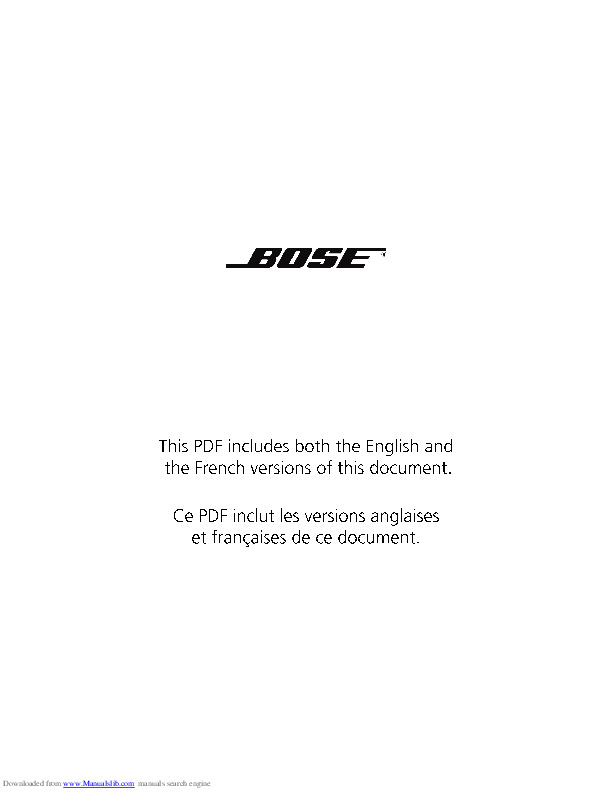 BOSE®
This PDF includes both the English and
the French versions of this document.
Ce PDF inclut les versions anglaises
et françaises de ce document.
Downloaded from www.Manualslib.com manuals search engine